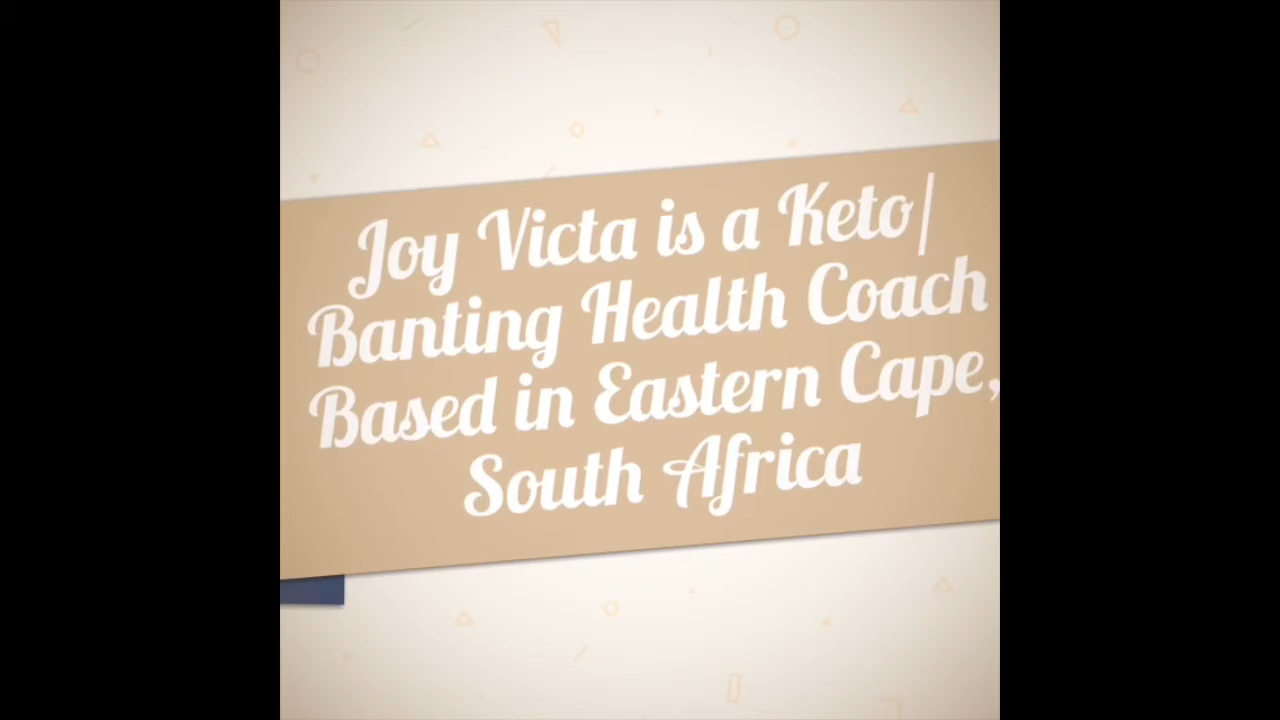 Joy Victa is a Keto/
Banting Health Coach
Based in Eastern Cape,
South Africa